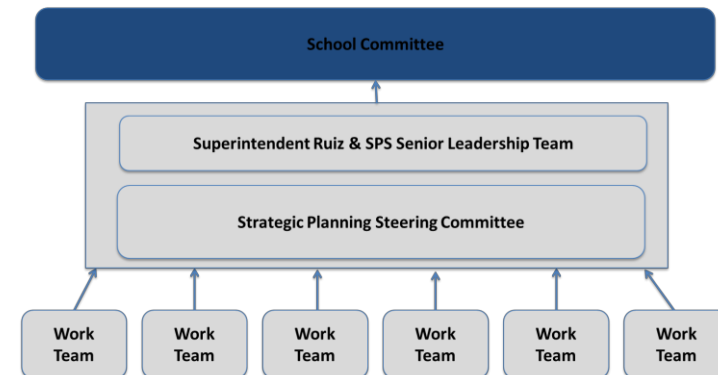 School Committee
Superintendent Ruiz & SPS Senior Leadership Team
Strategic Planning Steering Committee
Work
Team
Work
Team
Work
Team
Work
Team
Work
Team
Work
Team